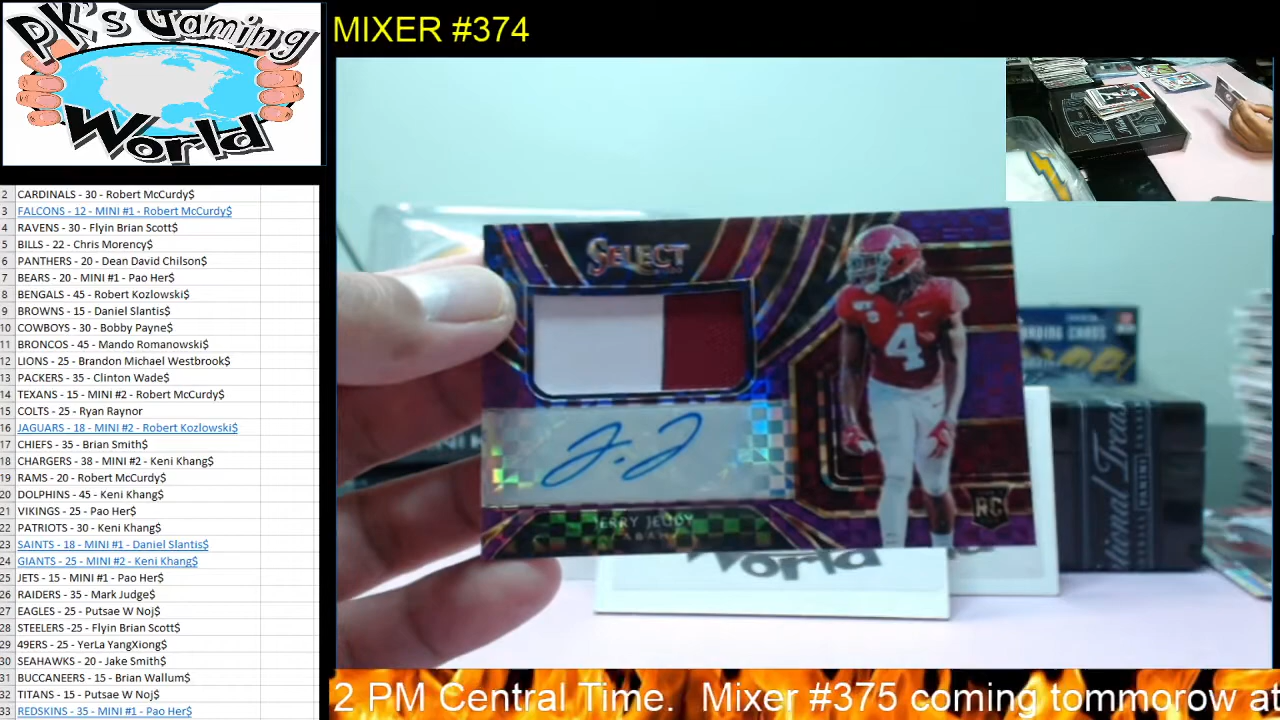 PK's Gaming
World
MIXER #374
2 CARDINALS - 30 - Robert McCurdy$
3 FALCONS - 12 - MINI #1 - Robert McCurdy$
4 RAVENS - 30 - Flyin Brian Scott$
5 BILLS - 22 - Chris Morency$
6 PANTHERS - 20 - Dean David Chilson$
7 BEARS - 20 - MINI #1 - Pao Her$
8 BENGALS - 45 - Robert Kozlowski$
9 BROWNS - 15 - Daniel Slantis$
10 COWBOYS - 30 - Bobby Payne$
11 BRONCOS - 45 - Mando Romanowski$
12 LIONS - 25 - Brandon Michael Westbrook$
13 PACKERS - 35 - Clinton Wade$
14 TEXANS - 15 - MINI #2 - Robert McCurdy$
15 COLTS - 25 - Ryan Raynor
16 JAGUARS - 18 - MINI #2 - Robert Kozlowski$
17 CHIEFS - 35 - Brian Smith$
18 CHARGERS - 38 - MINI #2 - Keni Khang$
19 RAMS - 20 - Robert McCurdy$
20 DOLPHINS - 45 - Keni Khang$
21 VIKINGS - 25 - Pao Her$
22 PATRIOTS - 30 - Keni Khang$
23 SAINTS - 18 - MINI #1 - Daniel Slantis$
24 GIANTS - 25 - MINI #2 - Keni Khang$
25 JETS - 15 - MINI #1 - Pao Her$
26 RAIDERS - 35 - Mark Judge$
27 EAGLES - 25 - Putsae W Noj$
28 STEELERS -25 - Flyin Brian Scott$
29 49ERS - 25 - YerLa YangXiong$
30 SEAHAWKS - 20 - Jake Smith$
31 BUCCANEERS - 15 - Brian Wallum$
32 TITANS - 15 - Putsae W Noj$
33 REDSKINS - 35 - MINI #1 - Pao Her$
SELECT
4
J. J
JERRY JEUDY
RC
World
2 PM Central Time. Mixer #375 coming tommorow at